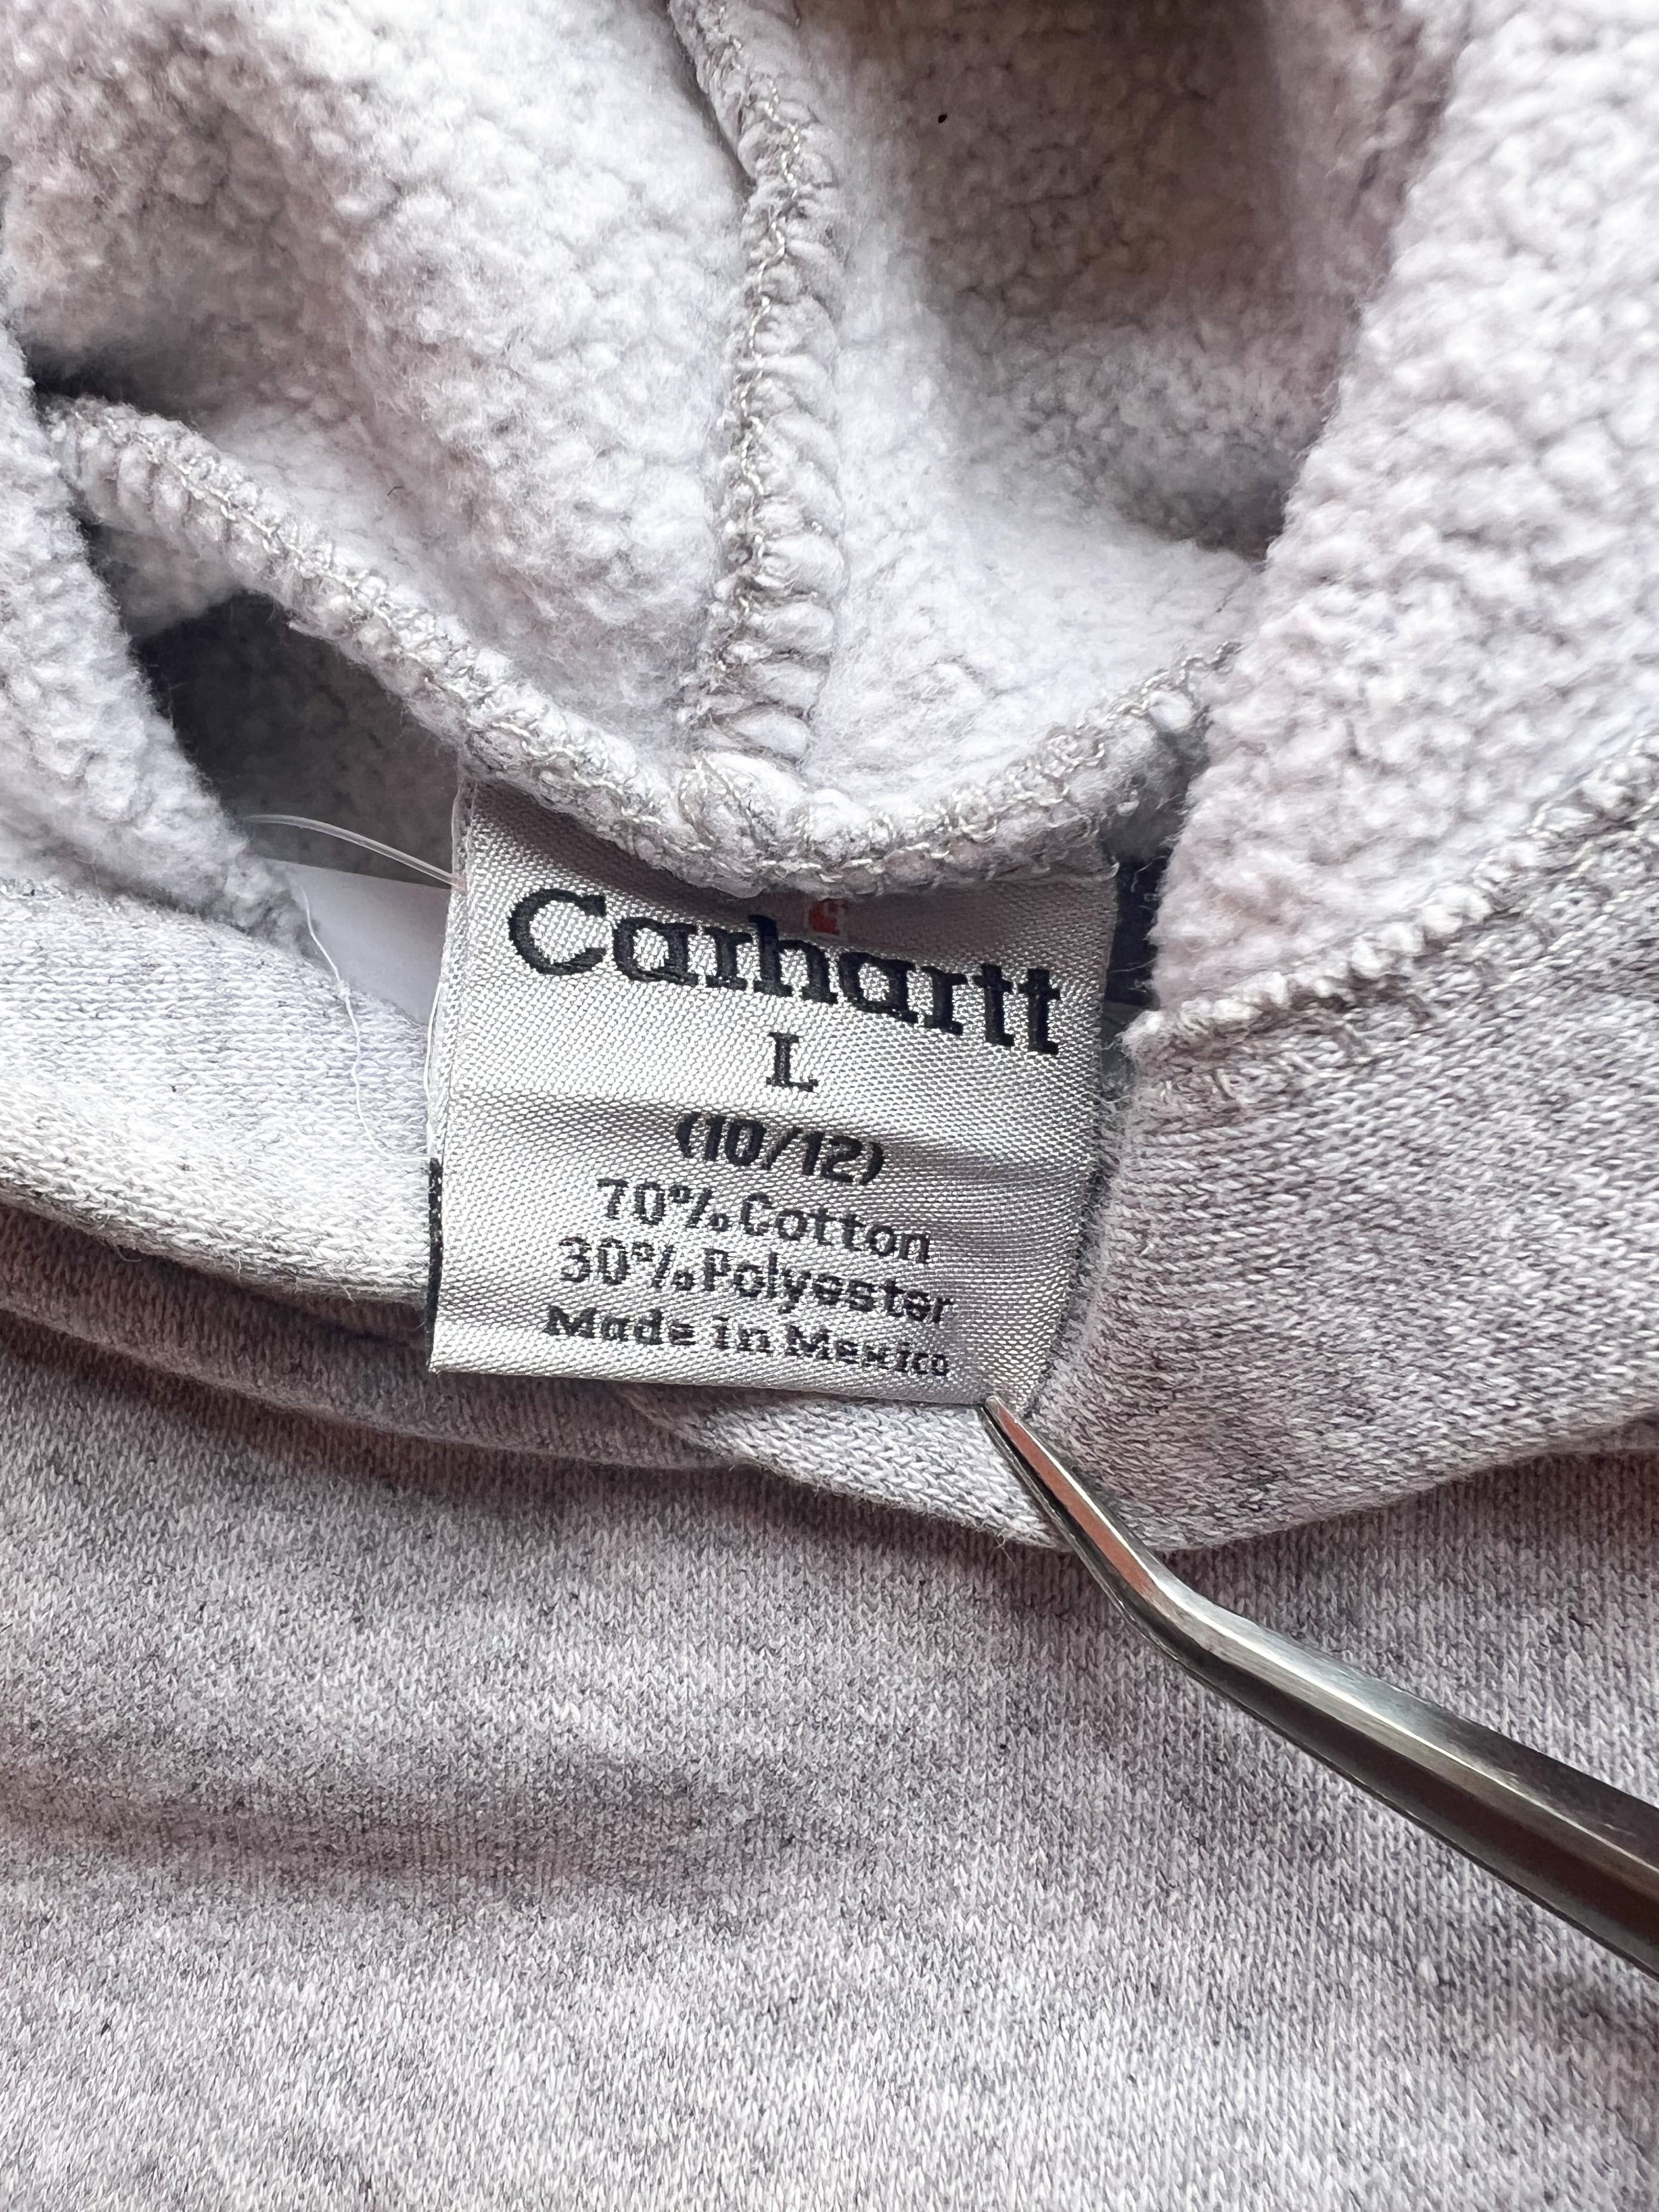 Carhartt
L
(10/12)
70% Cotton
30% Polyester
Made in Mexico